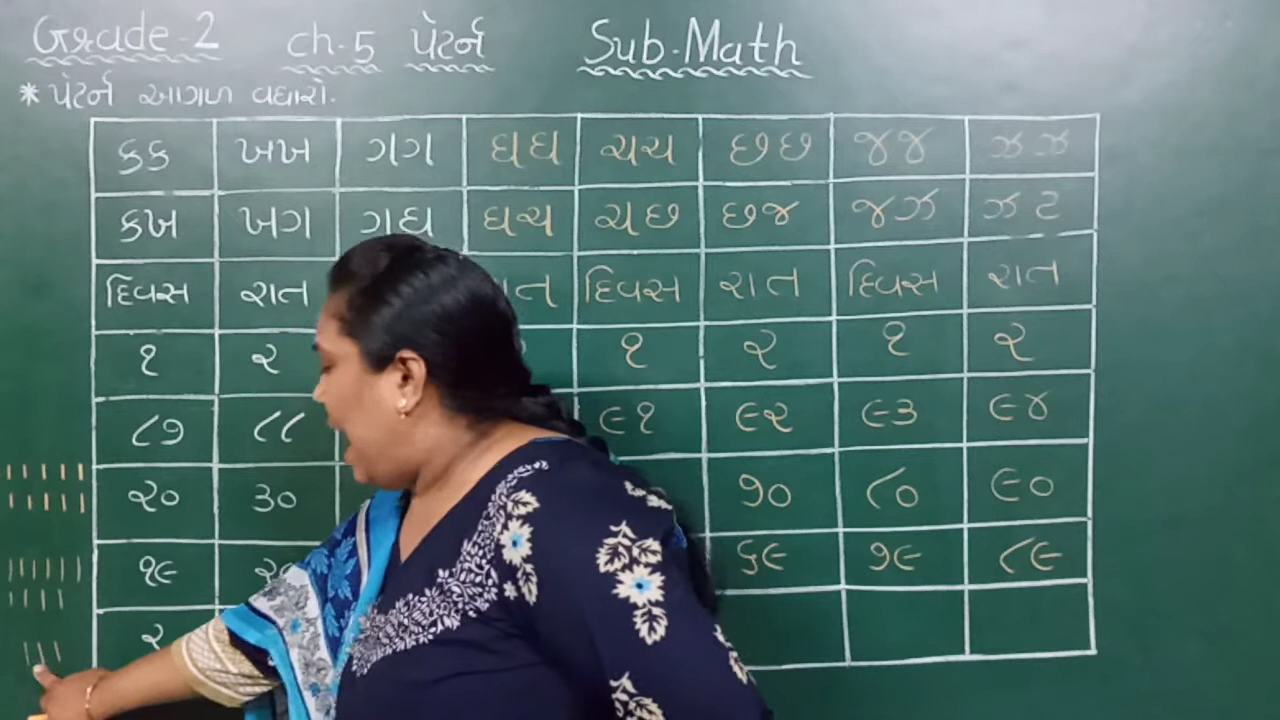 Grade-2 ch-5 પેટર્ન Sub-Math
* પેટર્ન આગળ વધારો.
કક ખખ ગગ ઘઘ ચચ છછ જજ ઝઝ
કખ ખગ ગઘ ઘચ ચછ છજ જઝ ઝટ
દિવસ રાત દિવસ રાત દિવસ રાત
૧ ૨ ૧ ૨ ૧ ૨
૮૭ ૮૮ ૯૧ ૯૨ ૯૩ ૯૪
૨૦ ૩૦ ૭૦ ૮૦ ૯૦
૧૯ ૬૯ ૭૯ ૮૯
૨